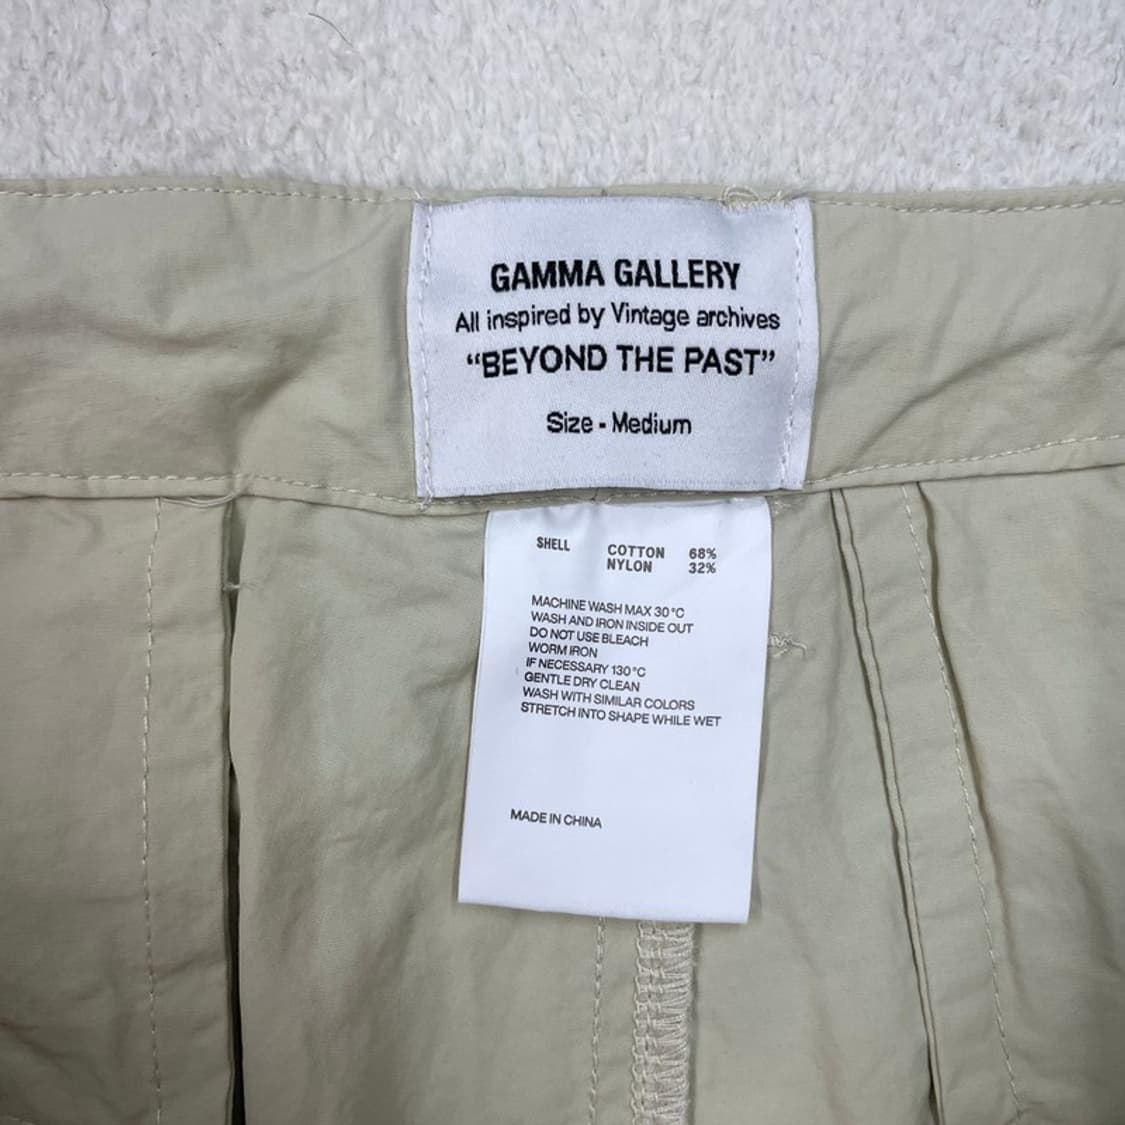 GAMMA GALLERY
All inspired by Vintage archives
“BEYOND THE PAST”
Size - Medium
SHELL COTTON 68%
NYLON 32%
MACHINE WASH MAX 30°C
WASH AND IRON INSIDE OUT
DO NOT USE BLEACH
WORM IRON
IF NECESSARY 130°C
GENTLE DRY CLEAN
WASH WITH SIMILAR COLORS
STRETCH INTO SHAPE WHILE WET
MADE IN CHINA